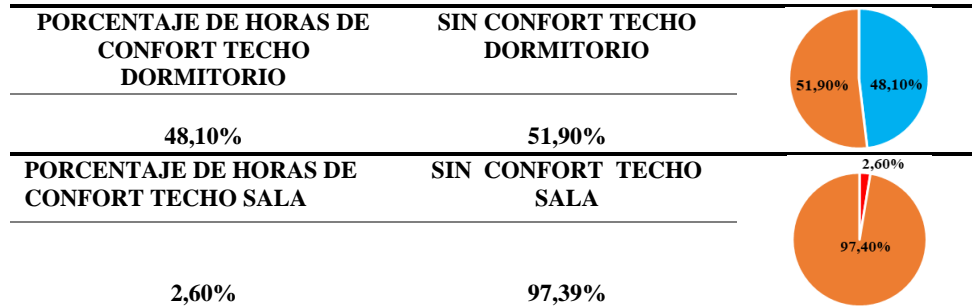 PORCENTAJE DE HORAS DE
CONFORT TECHO
DORMITORIO
SIN CONFORT TECHO
DORMITORIO
51,90%
48,10%
48,10%
51,90%
PORCENTAJE DE HORAS DE
CONFORT TECHO SALA
SIN CONFORT TECHO
SALA
2,60%
97,40%
2,60%
97,39%